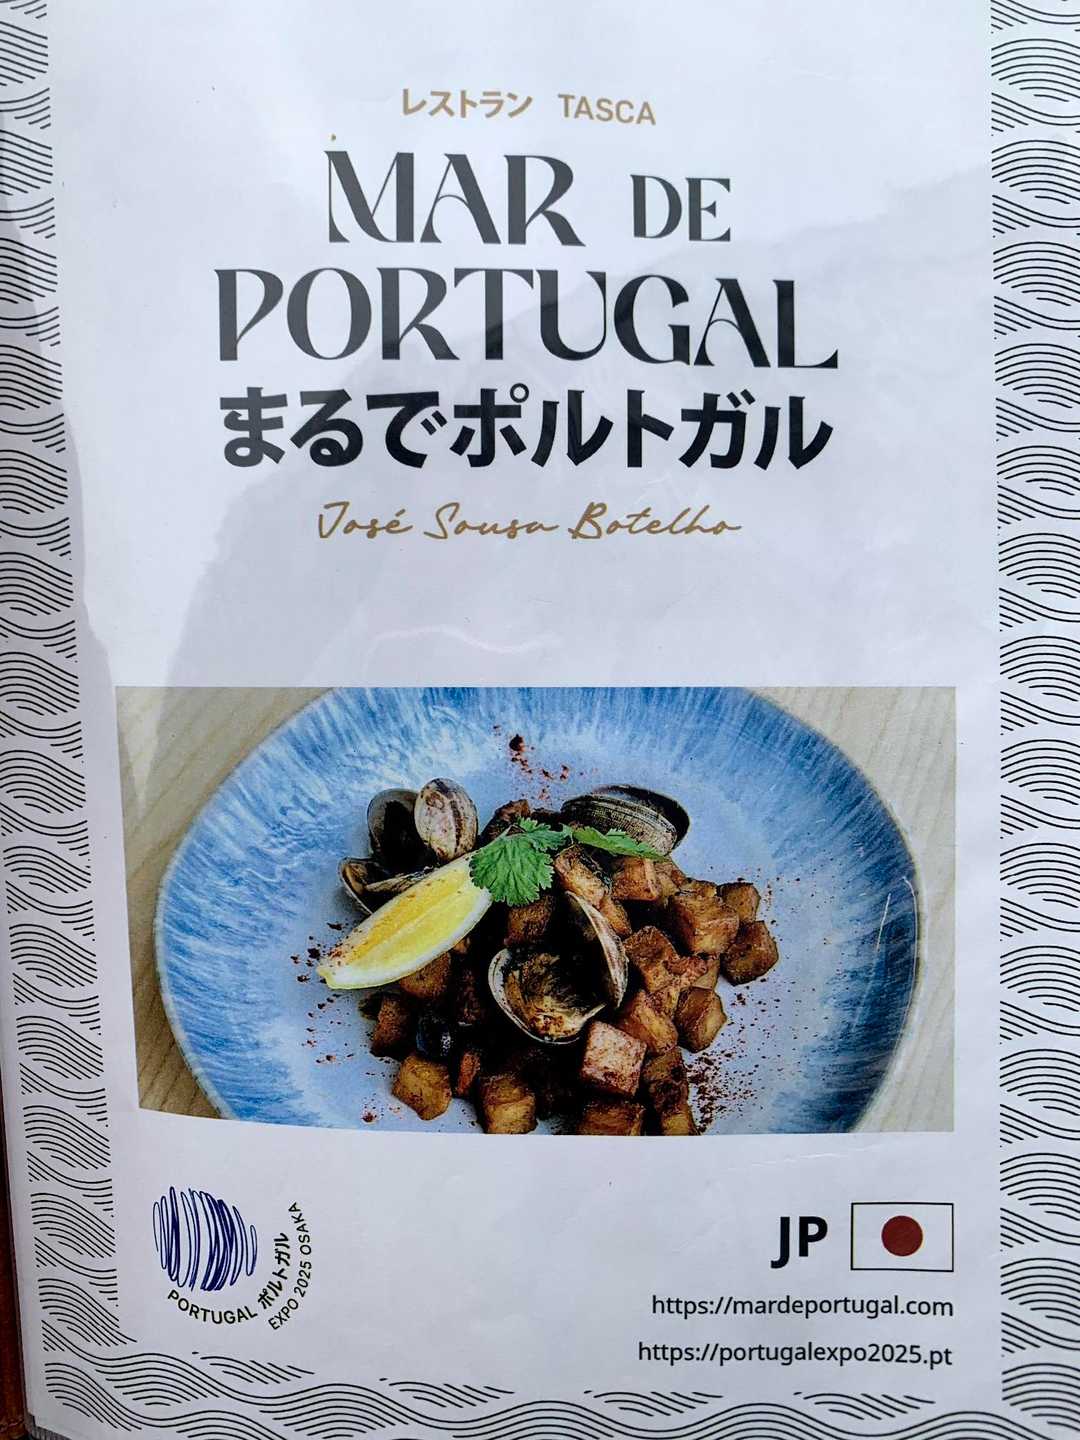 レストラン TASCA
MAR DE
PORTUGAL
まるでポルトガル
José Sousa Botelho
PORTUGAL ポルトガル
EXPO 2025 OSAKA
JP
https://mardeportugal.com
https://portugalexpo2025.pt